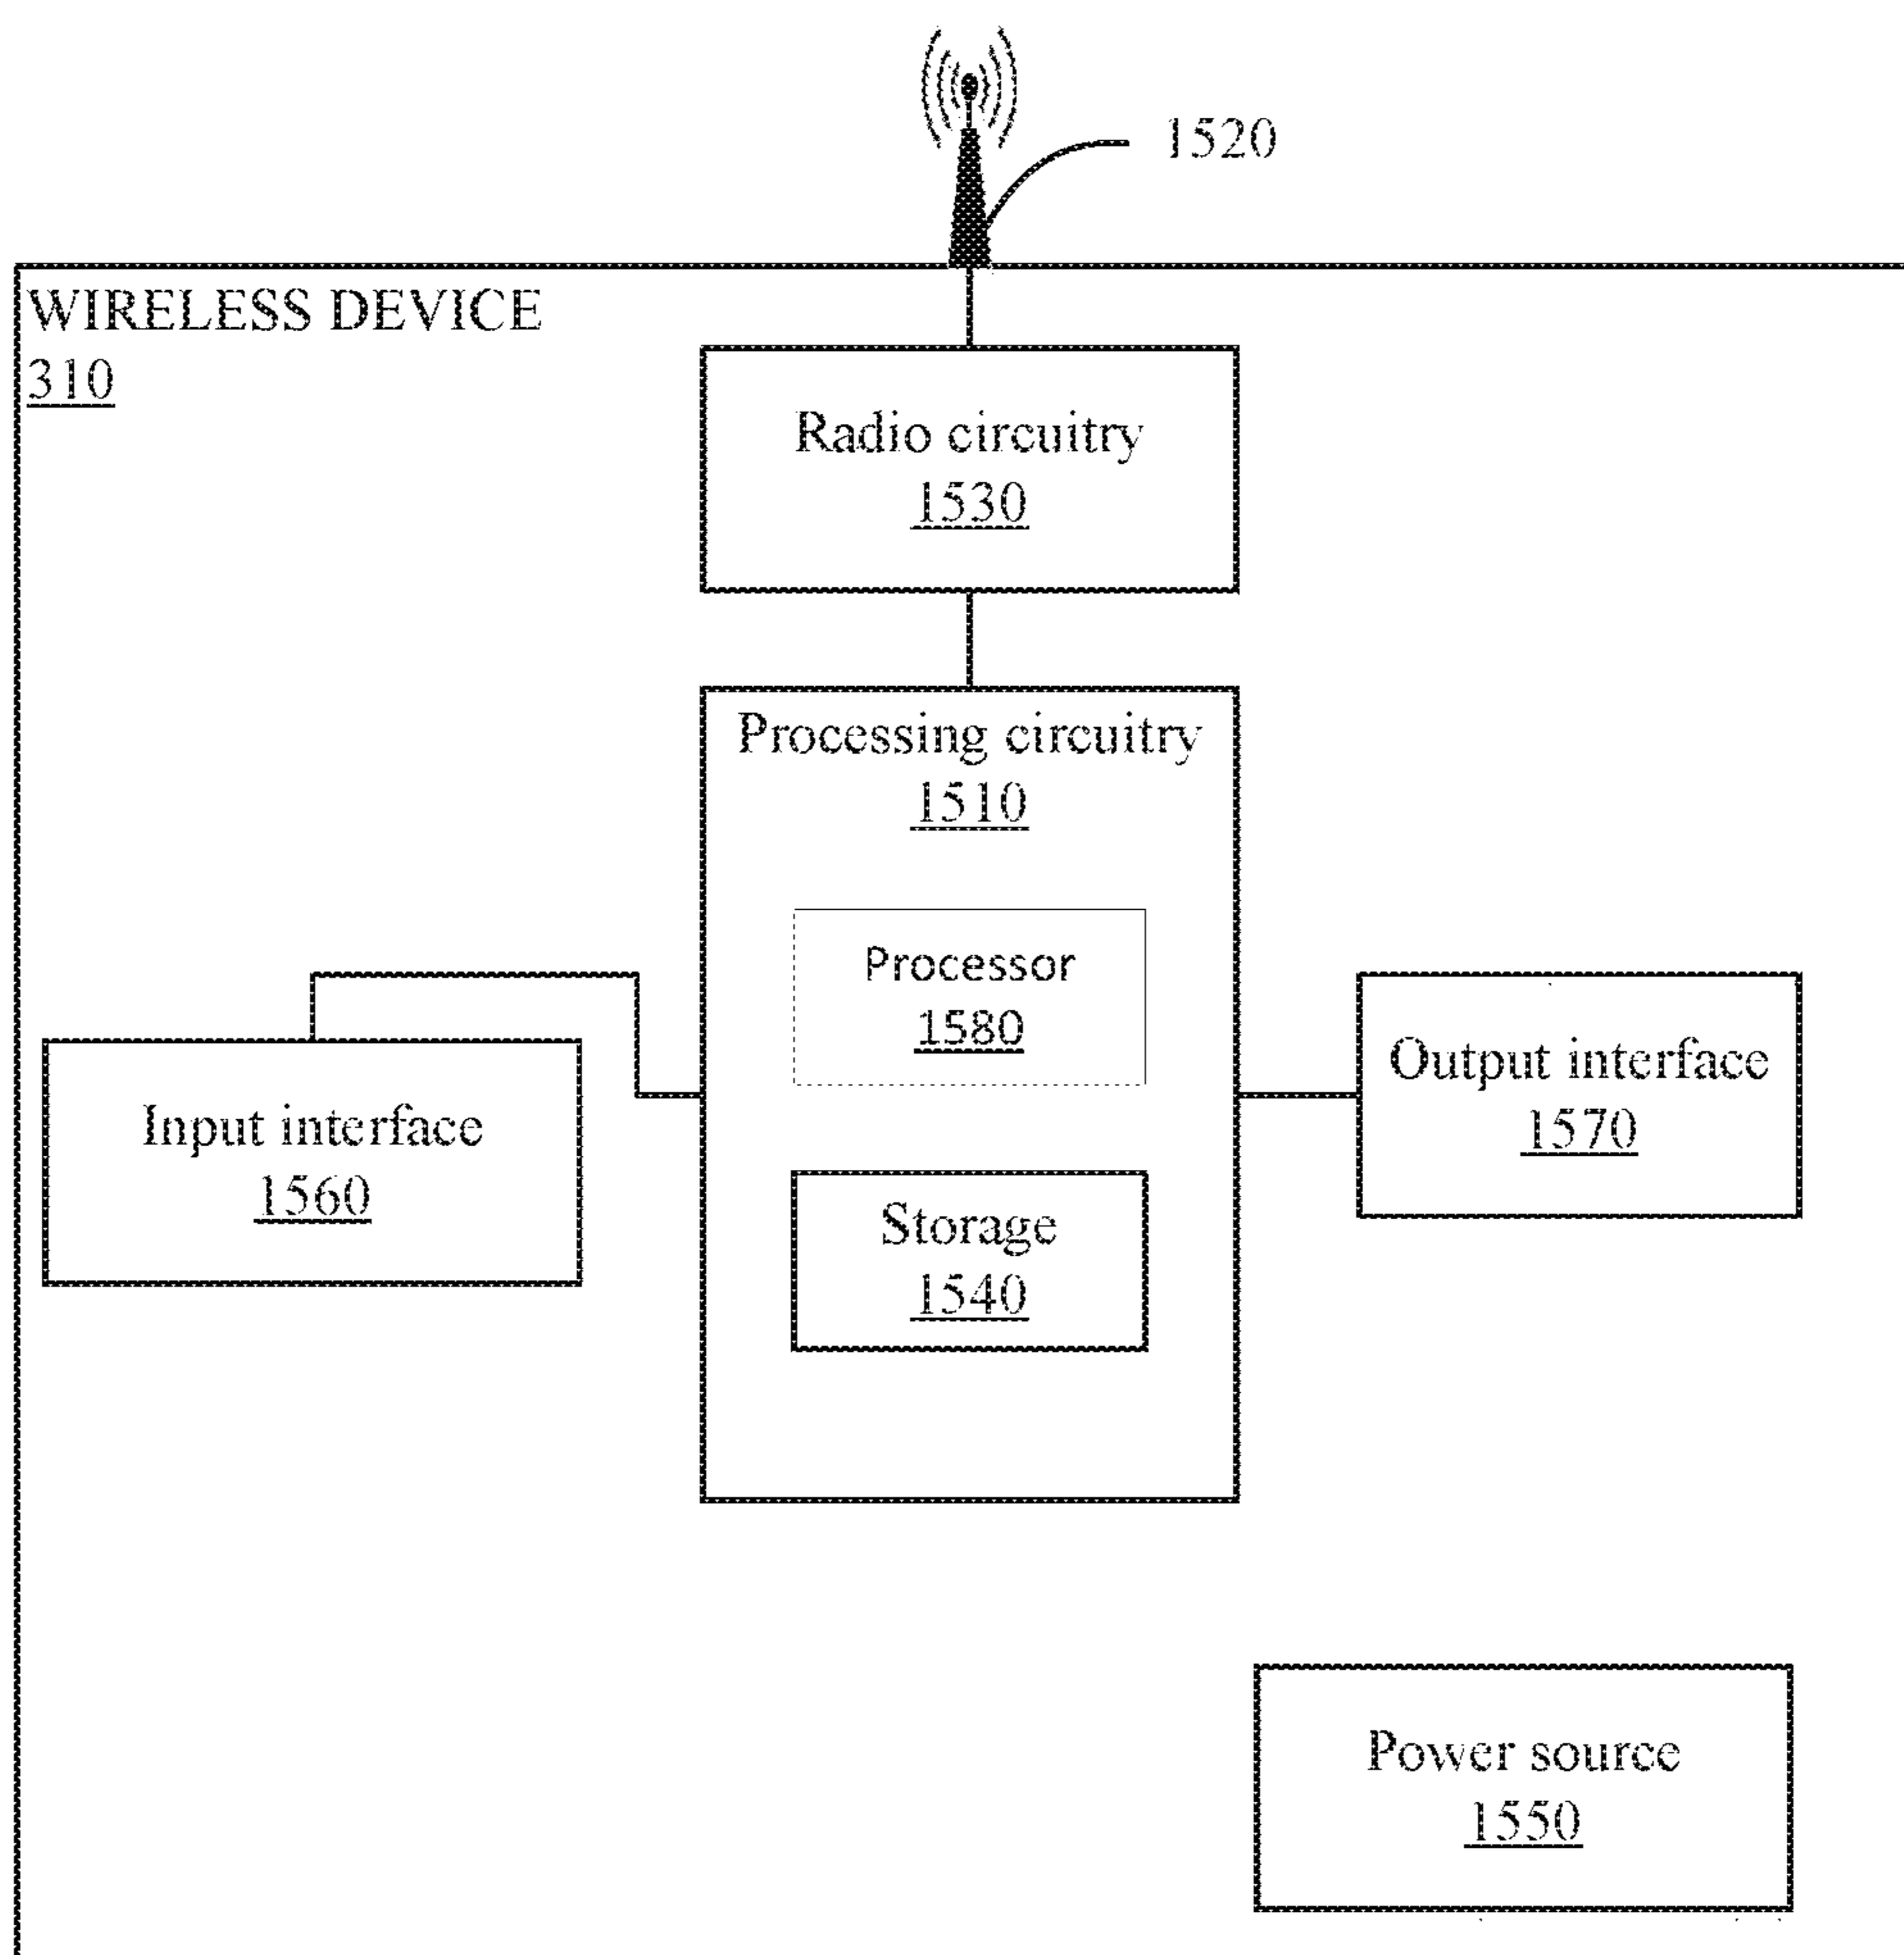 1520
WIRELESS DEVICE
310
Radio circuitry
1530
Processing circuitry
1510
Processor
1580
Input interface
1560
Output interface
1570
Storage
1540
Power source
1550